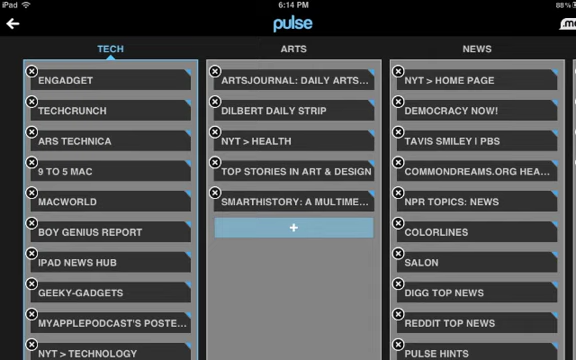 iPad 6:14 PM 88%
pulse
TECH
ENGADGET
TECHCRUNCH
ARS TECHNICA
9 TO 5 MAC
MACWORLD
BOY GENIUS REPORT
IPAD NEWS HUB
GEEKY-GADGETS
MYAPPLEPODCAST'S POSTE...
NYT > TECHNOLOGY
ARTS
ARTSJOURNAL: DAILY ARTS...
DILBERT DAILY STRIP
NYT > HEALTH
TOP STORIES IN ART & DESIGN
SMARTHISTORY: A MULTIME...
+
NEWS
NYT > HOME PAGE
DEMOCRACY NOW!
TAVIS SMILEY | PBS
COMMONDREAMS.ORG HEA...
NPR TOPICS: NEWS
COLORLINES
SALON
DIGG TOP NEWS
REDDIT TOP NEWS
PULSE HINTS